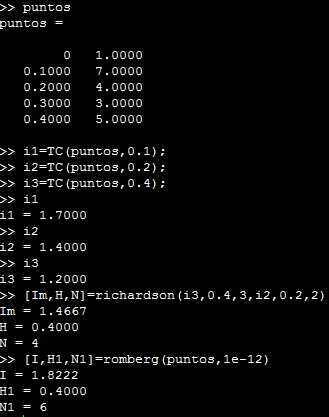 >> puntos
puntos =
0 1.0000
0.1000 7.0000
0.2000 4.0000
0.3000 3.0000
0.4000 5.0000
>> i1=TC(puntos,0.1);
>> i2=TC(puntos,0.2);
>> i3=TC(puntos,0.4);
>> i1
i1 = 1.7000
>> i2
i2 = 1.4000
>> i3
i3 = 1.2000
>> [Im,H,N]=richardson(i3,0.4,3,i2,0.2,2)
Im = 1.4667
H = 0.4000
N = 4
>> [I,H1,N1]=romberg(puntos,1e-12)
I = 1.8222
H1 = 0.4000
N1 = 6